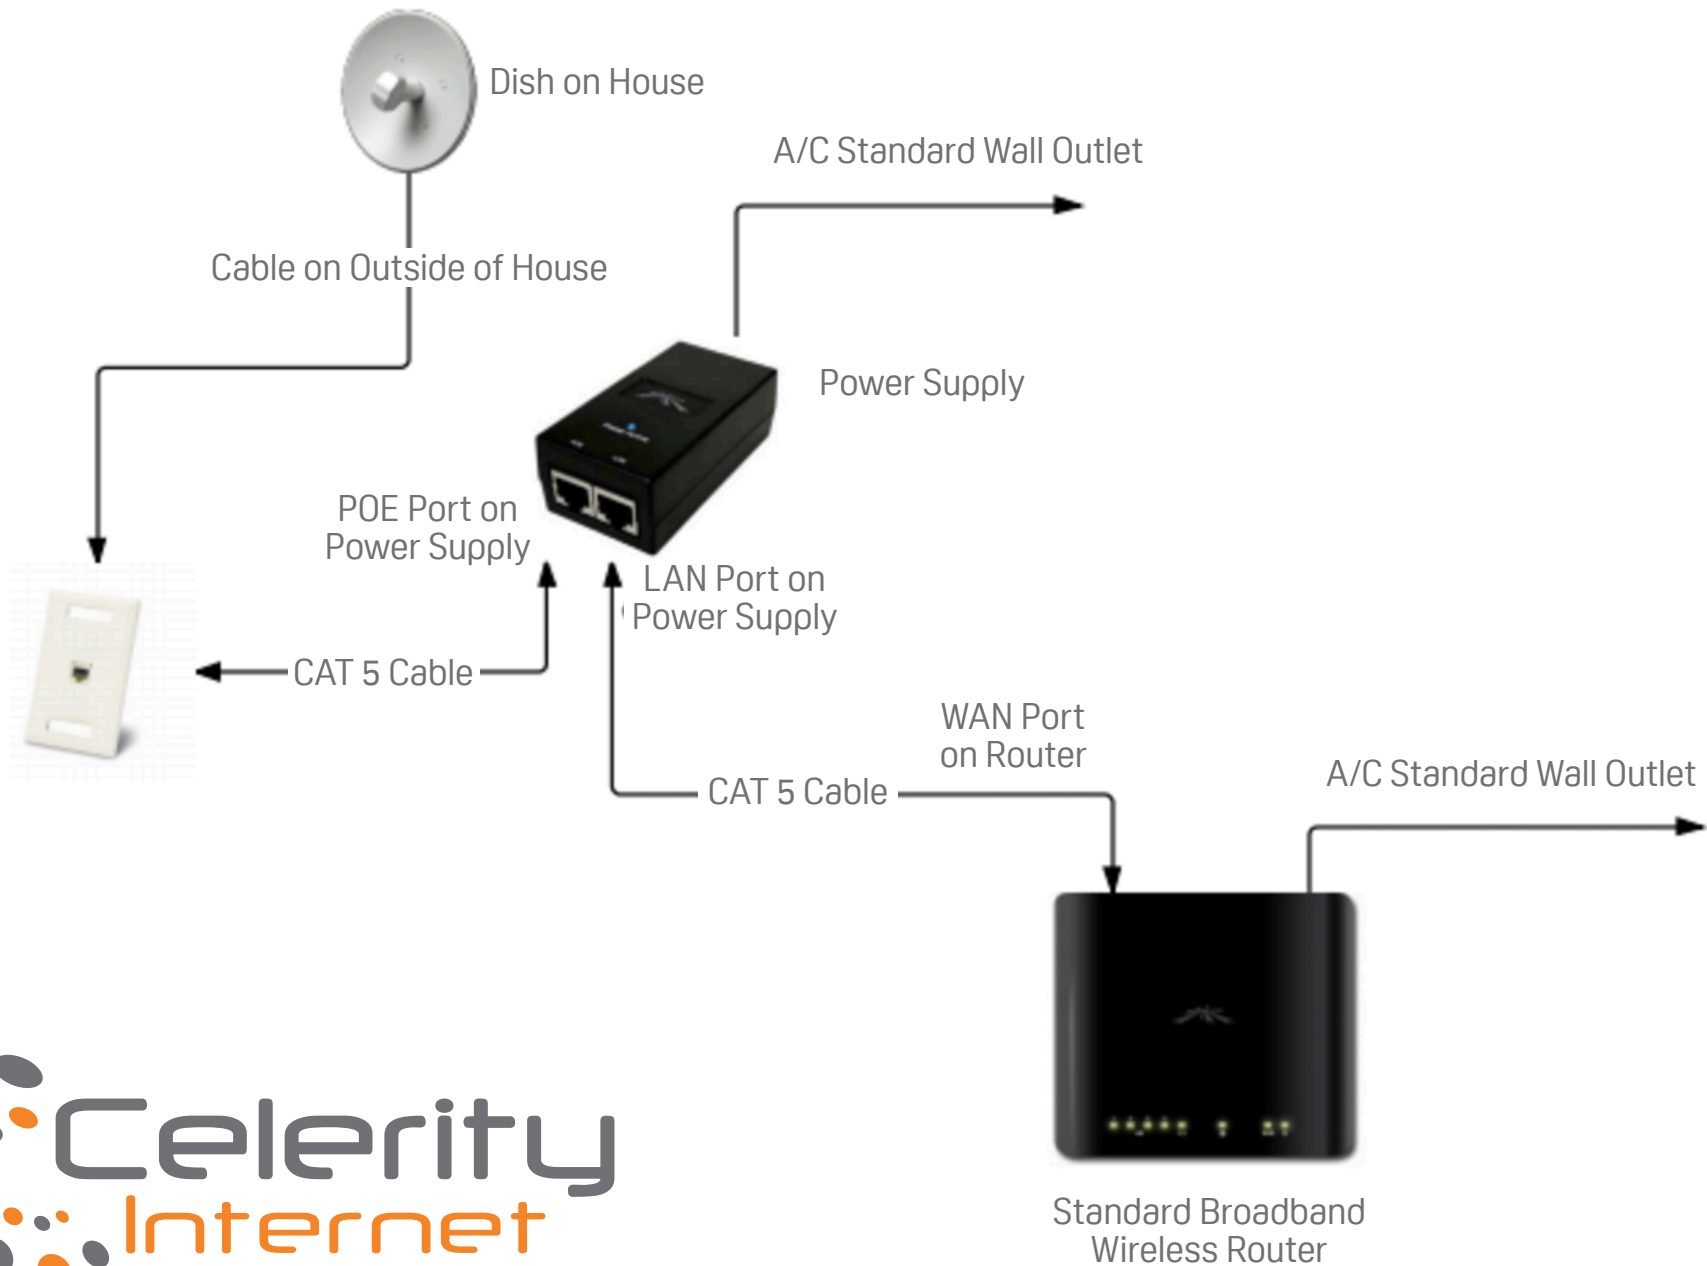 Dish on House
A/C Standard Wall Outlet
Cable on Outside of House
Power Supply
POE Port on
Power Supply
LAN Port on
Power Supply
CAT 5 Cable
WAN Port
on Router
A/C Standard Wall Outlet
CAT 5 Cable
Celerity
Internet
Standard Broadband
Wireless Router